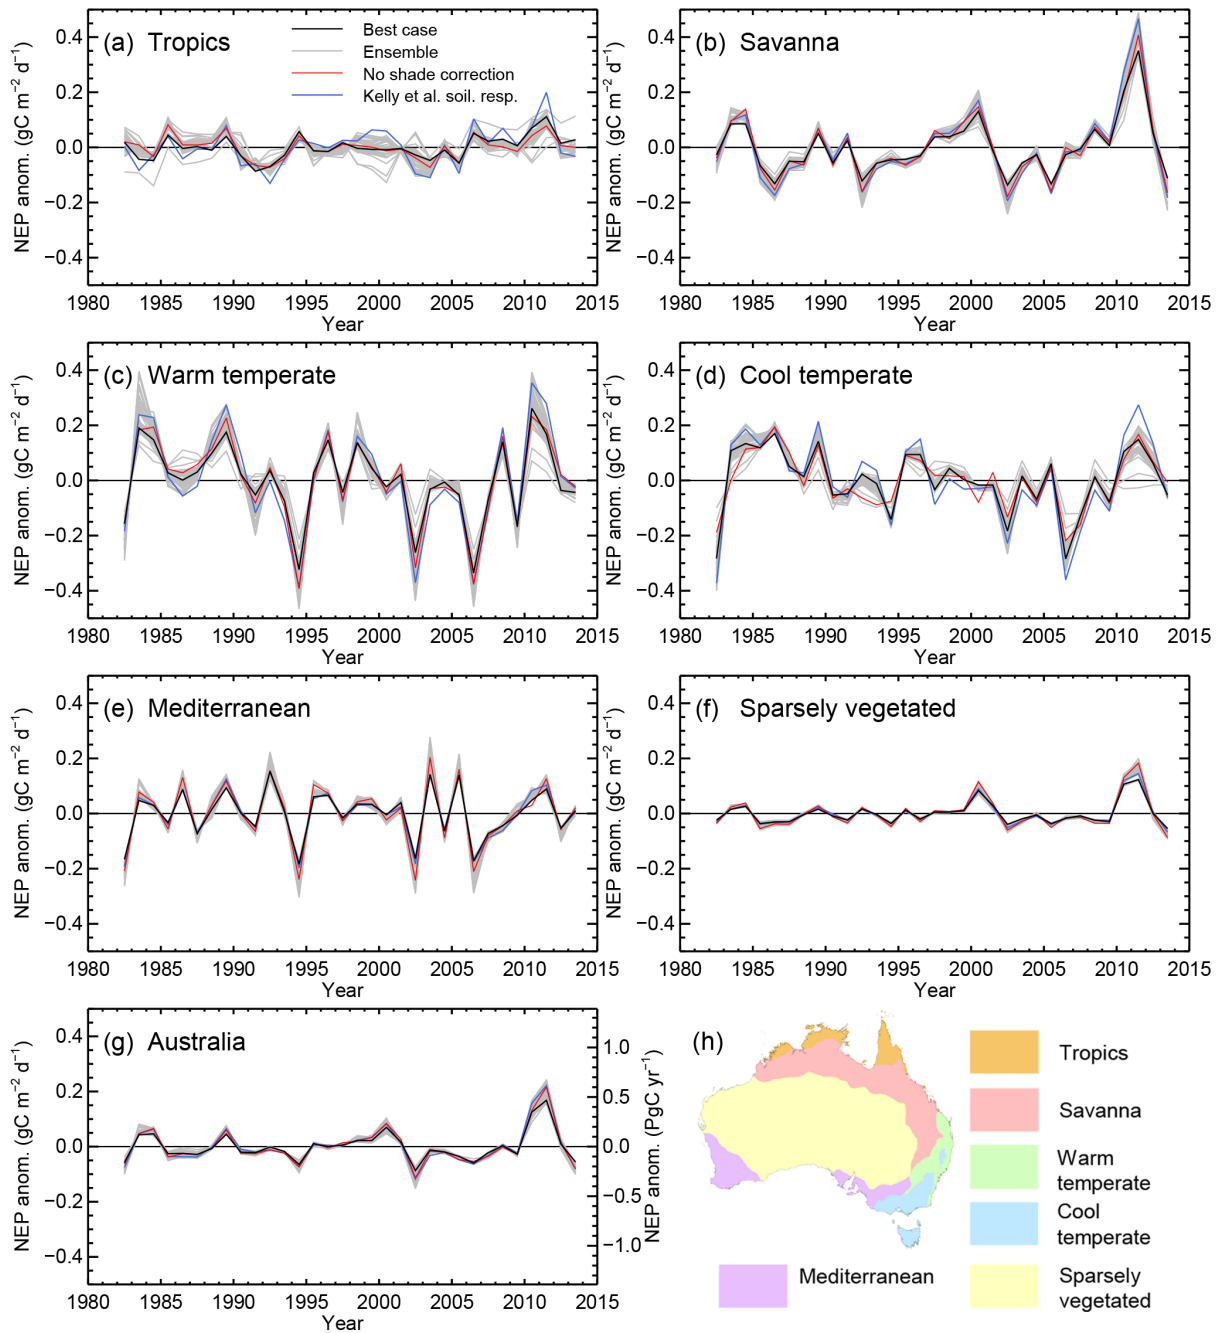 (a) Tropics
Best case
Ensemble
No shade correction
Kelly et al. soil. resp.
NEP anom. (gC m⁻² d⁻¹)
0.4
0.2
0.0
−0.2
−0.4
1980 1985 1990 1995 2000 2005 2010 2015
Year
(b) Savanna
NEP anom. (gC m⁻² d⁻¹)
0.4
0.2
0.0
−0.2
−0.4
1980 1985 1990 1995 2000 2005 2010 2015
Year
(c) Warm temperate
NEP anom. (gC m⁻² d⁻¹)
0.4
0.2
0.0
−0.2
−0.4
1980 1985 1990 1995 2000 2005 2010 2015
Year
(d) Cool temperate
NEP anom. (gC m⁻² d⁻¹)
0.4
0.2
0.0
−0.2
−0.4
1980 1985 1990 1995 2000 2005 2010 2015
Year
(e) Mediterranean
NEP anom. (gC m⁻² d⁻¹)
0.4
0.2
0.0
−0.2
−0.4
1980 1985 1990 1995 2000 2005 2010 2015
Year
(f) Sparsely vegetated
NEP anom. (gC m⁻² d⁻¹)
0.4
0.2
0.0
−0.2
−0.4
1980 1985 1990 1995 2000 2005 2010 2015
Year
(g) Australia
NEP anom. (gC m⁻² d⁻¹)
0.4
0.2
0.0
−0.2
−0.4
1980 1985 1990 1995 2000 2005 2010 2015
Year
1.0
0.5
0.0
−0.5
−1.0
NEP anom. (PgC yr⁻¹)
(h)
Tropics
Savanna
Warm
temperate
Cool
temperate
Mediterranean
Sparsely
vegetated